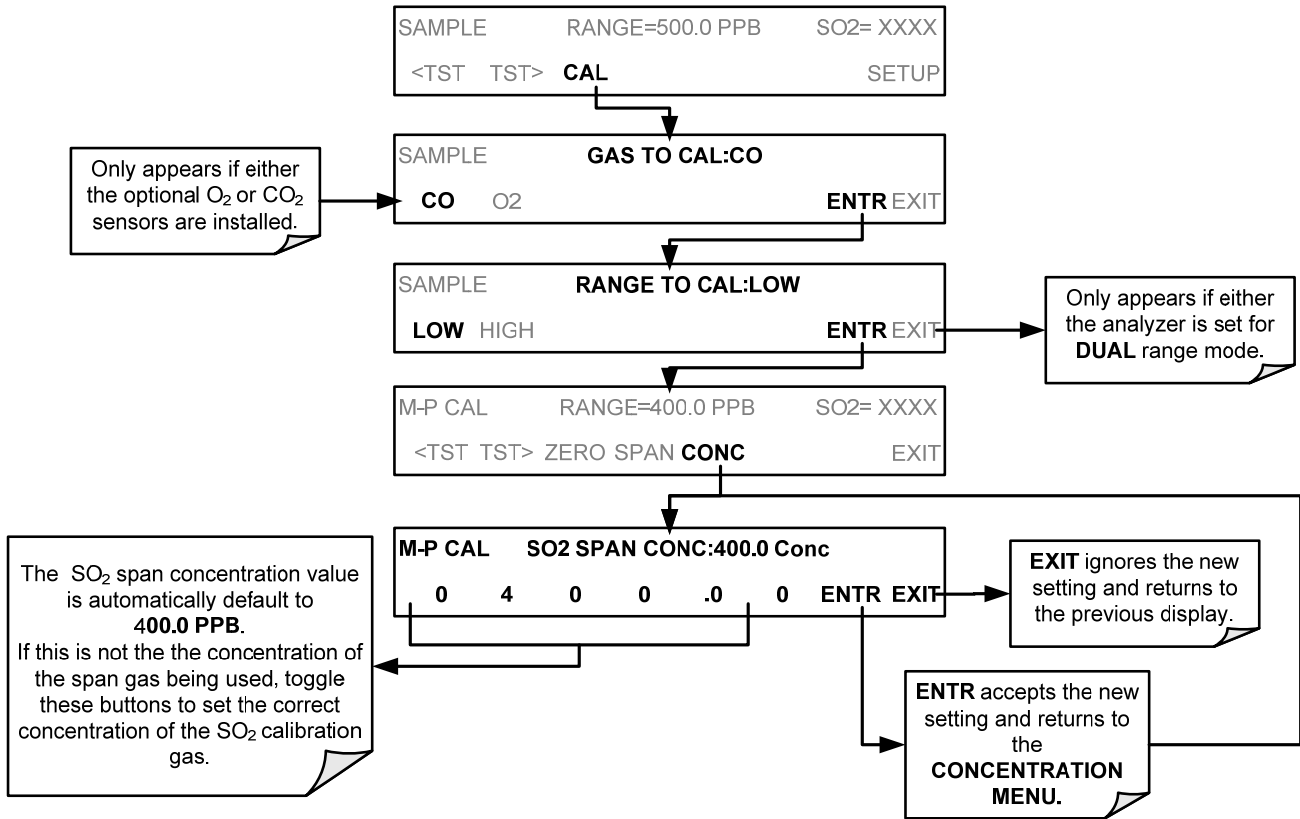 SAMPLE RANGE=500.0 PPB SO2= XXXX
<TST TST> CAL SETUP
SAMPLE GAS TO CAL:CO
CO O2 ENTR EXIT
Only appears if either
the optional O₂ or CO₂
sensors are installed.
SAMPLE RANGE TO CAL:LOW
LOW HIGH ENTR EXIT
Only appears if either
the analyzer is set for
DUAL range mode.
M-P CAL RANGE=400.0 PPB SO2= XXXX
<TST TST> ZERO SPAN CONC EXIT
M-P CAL SO2 SPAN CONC:400.0 Conc
0 4 0 0 .0 0 ENTR EXIT
The SO₂ span concentration value
is automatically default to
400.0 PPB.
If this is not the the concentration of
the span gas being used, toggle
these buttons to set the correct
concentration of the SO₂ calibration
gas.
EXIT ignores the new
setting and returns to
the previous display.
ENTR accepts the new
setting and returns to
the
CONCENTRATION
MENU.